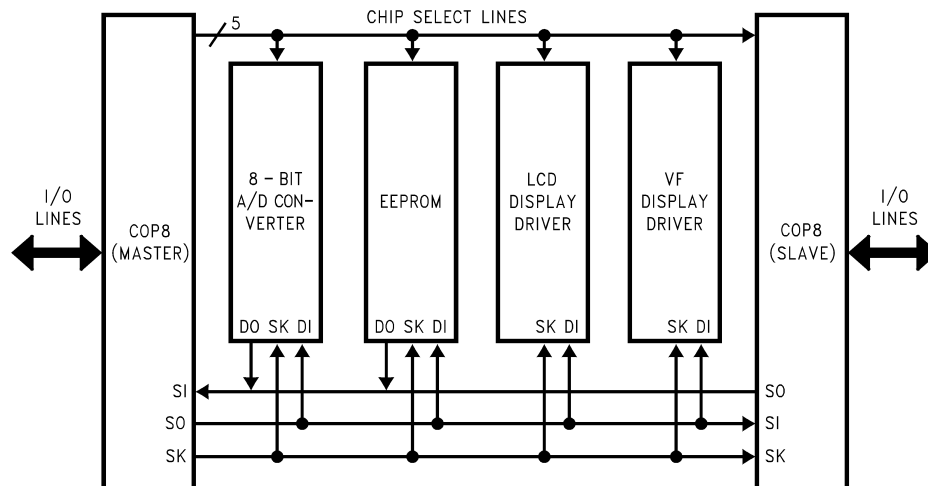 CHIP SELECT LINES
5
I/O
LINES
COP8
(MASTER)
8 – BIT
A/D CON-
VERTER
DO SK DI
EEPROM
DO SK DI
LCD
DISPLAY
DRIVER
SK DI
VF
DISPLAY
DRIVER
SK DI
COP8
(SLAVE)
I/O
LINES
SI
SO
SK
SO
SI
SK